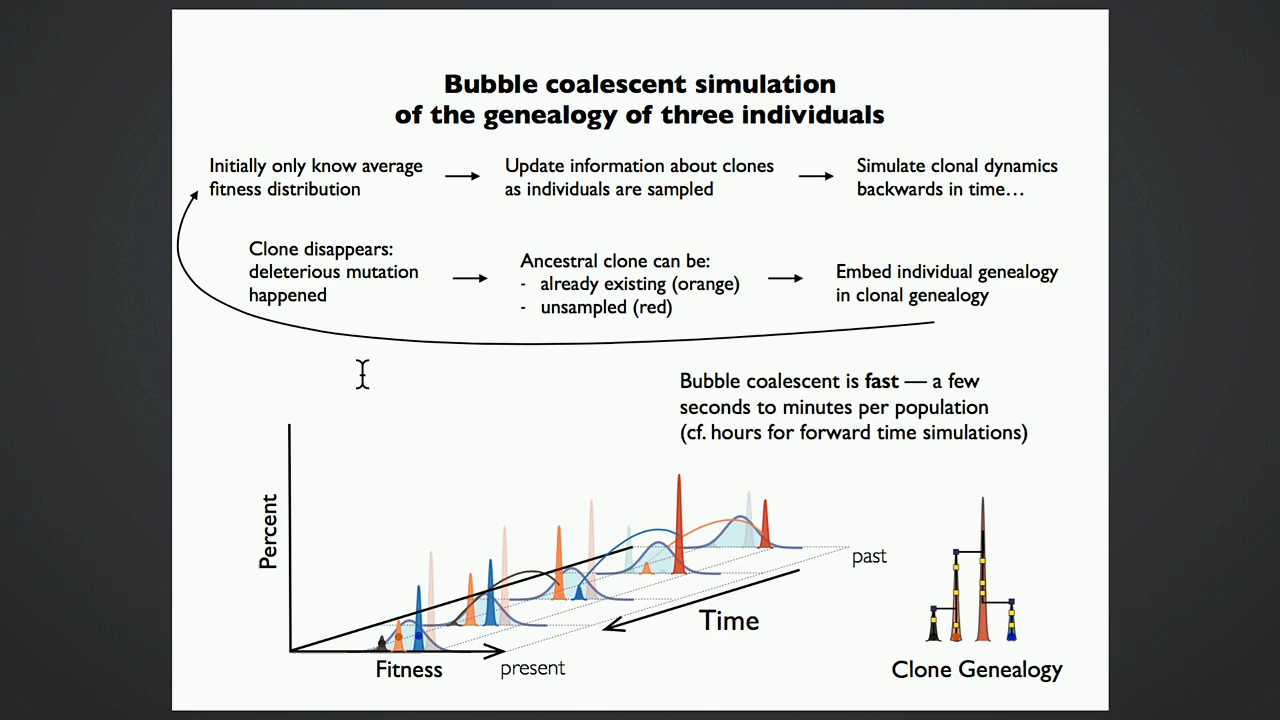 Bubble coalescent simulation
of the genealogy of three individuals
Initially only know average
fitness distribution
Update information about clones
as individuals are sampled
Simulate clonal dynamics
backwards in time…
Clone disappears:
deleterious mutation
happened
Ancestral clone can be:
- already existing (orange)
- unsampled (red)
Embed individual genealogy
in clonal genealogy
Bubble coalescent is fast — a few
seconds to minutes per population
(cf. hours for forward time simulations)
Percent
past
Time
Fitness
present
Clone Genealogy